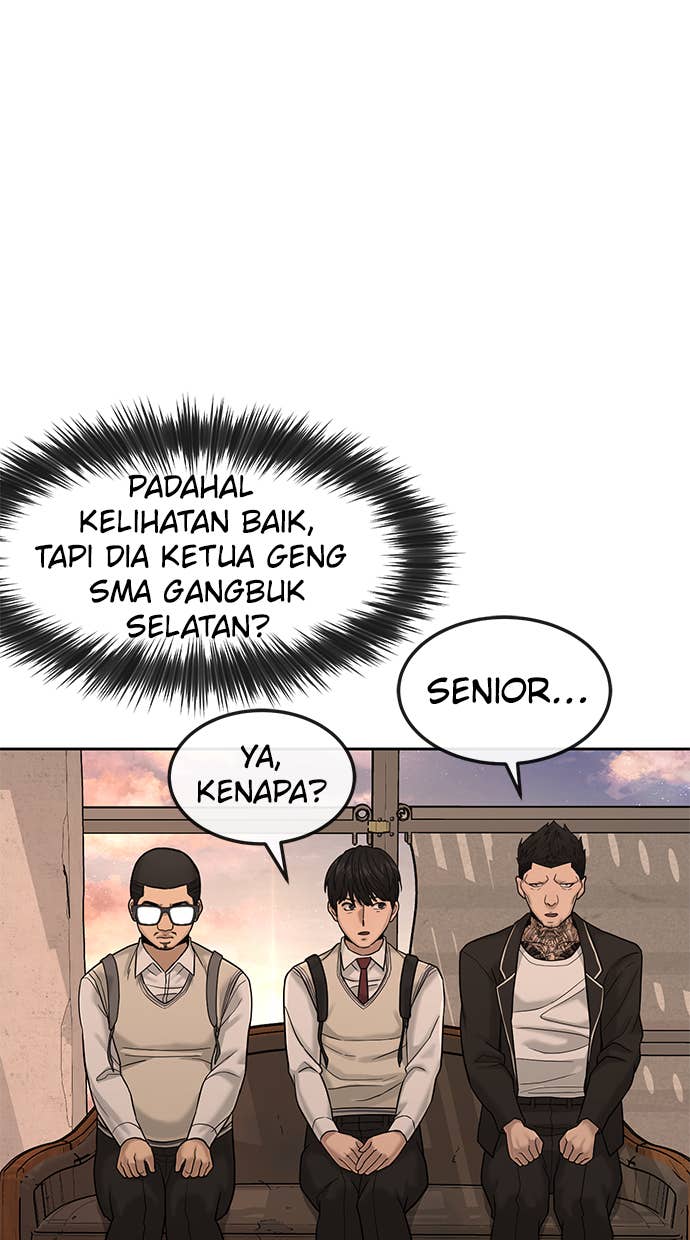 PADAHAL
KELIHATAN BAIK,
TAPI DIA KETUA GENG
SMA GANGBUK
SELATAN?
SENIOR...
YA,
KENAPA?